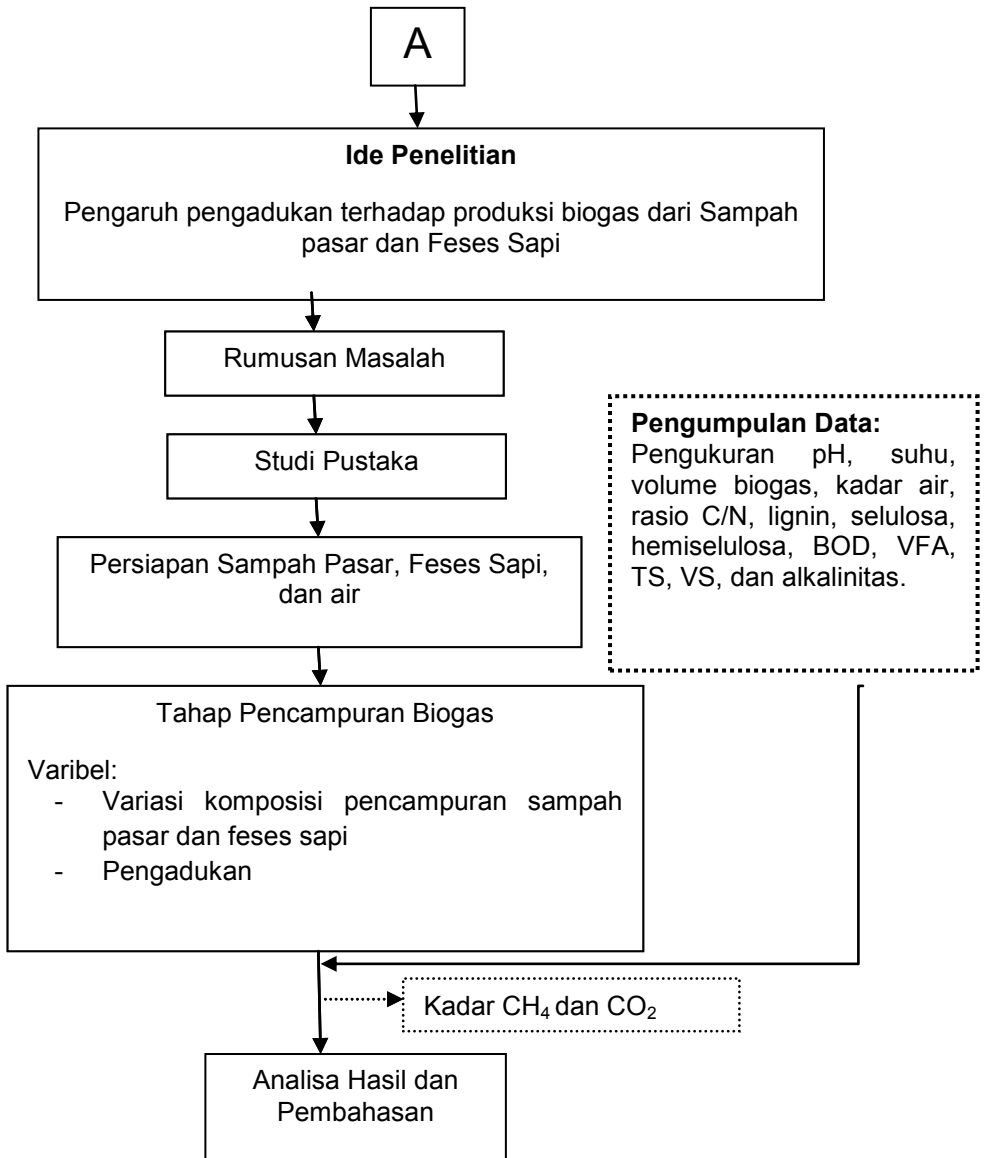 A
Ide Penelitian
Pengaruh pengadukan terhadap produksi biogas dari Sampah
pasar dan Feses Sapi
Rumusan Masalah
Studi Pustaka
Persiapan Sampah Pasar, Feses Sapi,
dan air
Pengumpulan Data:
Pengukuran pH, suhu,
volume biogas, kadar air,
rasio C/N, lignin, selulosa,
hemiselulosa, BOD, VFA,
TS, VS, dan alkalinitas.
Tahap Pencampuran Biogas
Varibel:
- Variasi komposisi pencampuran sampah
pasar dan feses sapi
- Pengadukan
Kadar CH₄ dan CO₂
Analisa Hasil dan
Pembahasan